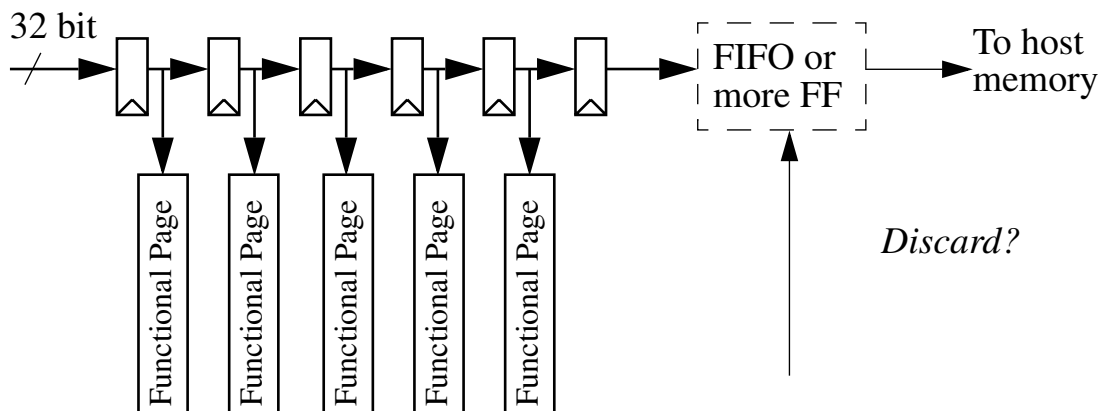 32 bit
FIFO or
more FF
To host
memory
Discard?
Functional Page
Functional Page
Functional Page
Functional Page
Functional Page